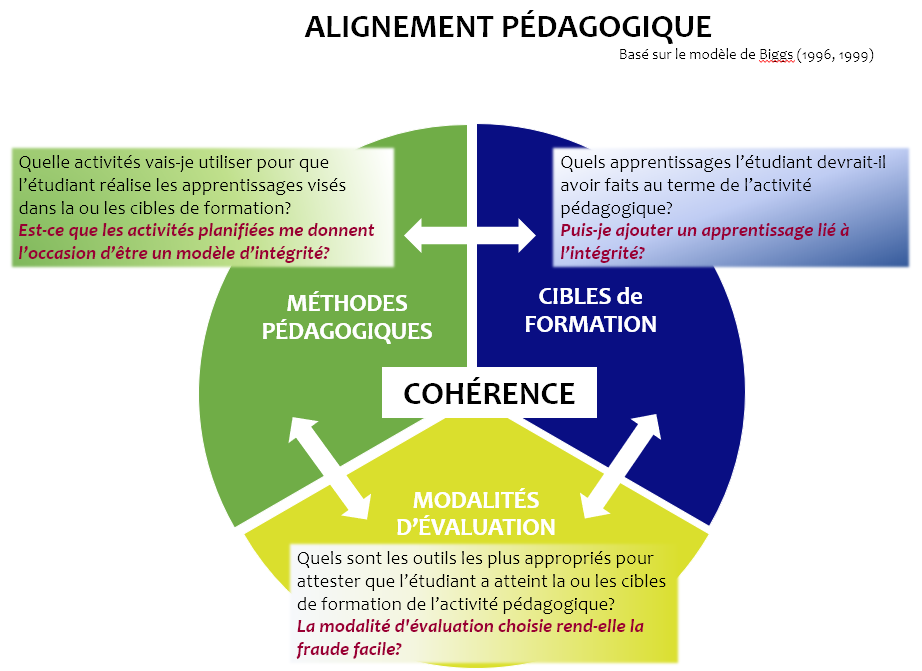 ALIGNEMENT PÉDAGOGIQUE
Basé sur le modèle de Biggs (1996, 1999)
Quelle activités vais-je utiliser pour que
l’étudiant réalise les apprentissages visés
dans la ou les cibles de formation?
Est-ce que les activités planifiées me donnent
l’occasion d’être un modèle d’intégrité?
Quels apprentissages l’étudiant devrait-il
avoir faits au terme de l’activité
pédagogique?
Puis-je ajouter un apprentissage lié à
l’intégrité?
MÉTHODES
PÉDAGOGIQUES
CIBLES de
FORMATION
COHÉRENCE
MODALITÉS
D’ÉVALUATION
Quels sont les outils les plus appropriés pour
attester que l’étudiant a atteint la ou les cibles
de formation de l’activité pédagogique?
La modalité d'évaluation choisie rend-elle la
fraude facile?